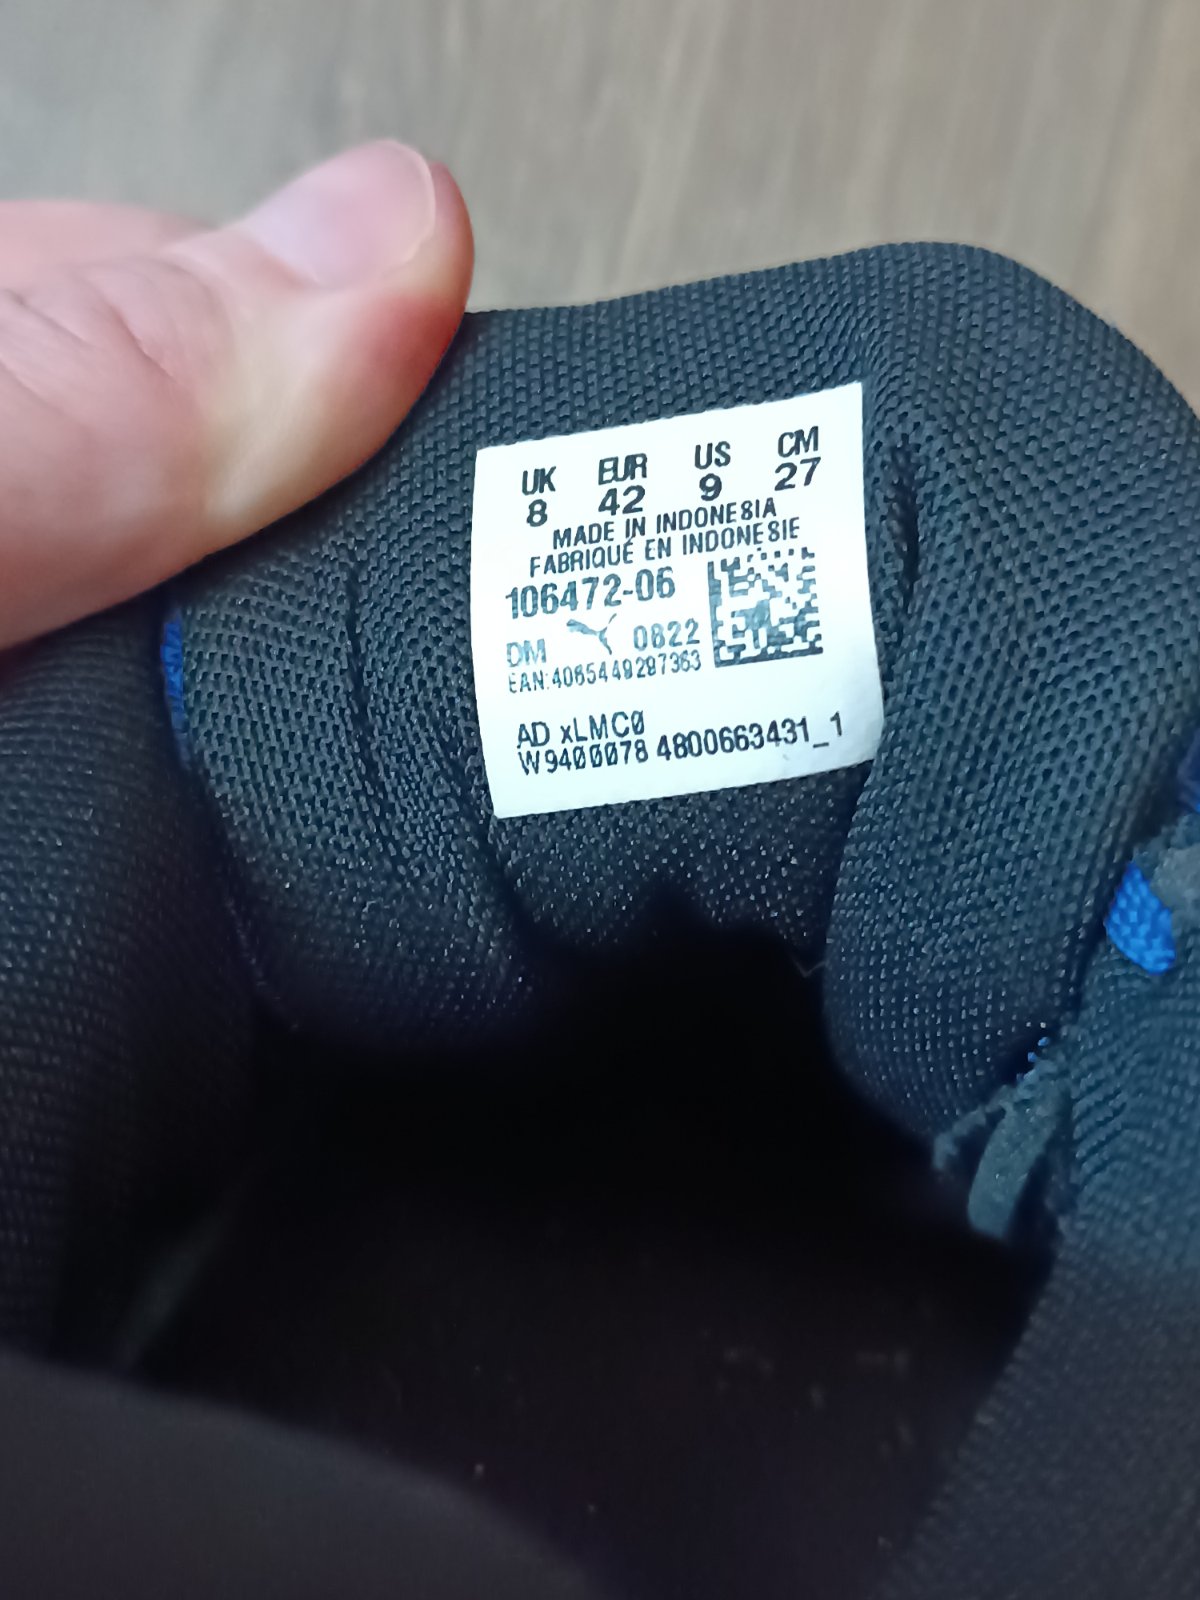 UK EUR US CM
8 42 9 27
MADE IN INDONESIA
FABRIQUÉ EN INDONESIE
106472-06
DM 0822
EAN:4065449297363
AD xLMC0
W9400078 4800663431_1